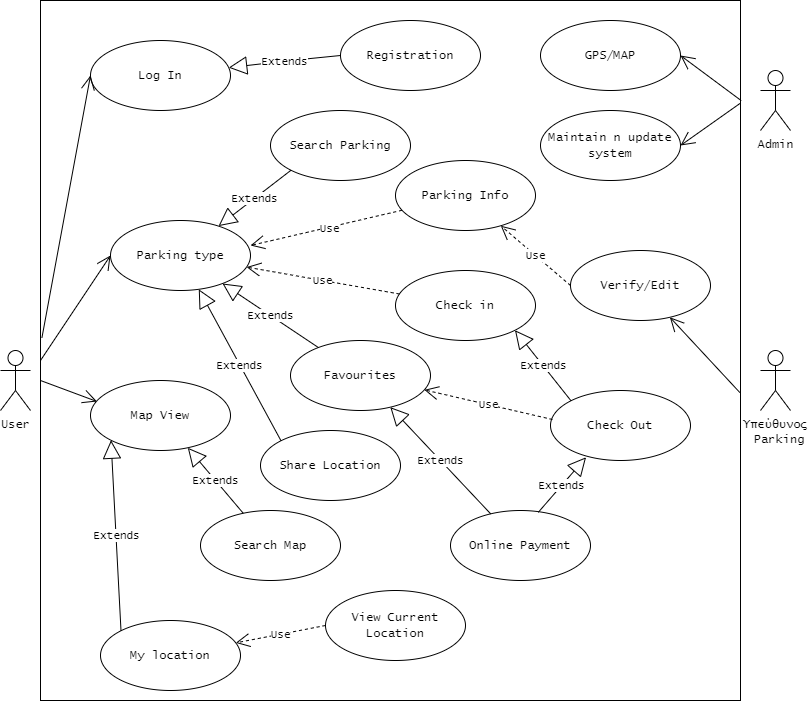 Registration
GPS/MAP
Extends
Log In
Maintain n update
system
Admin
Search Parking
Extends
Parking Info
Use
Parking type
Use
Verify/Edit
Use
Check in
Extends
Extends
Extends
Favourites
Use
Map View
User
Check Out
Υπεύθυνος
Parking
Extends
Share Location
Extends
Extends
Search Map
Online Payment
Extends
View Current
Location
Use
My location